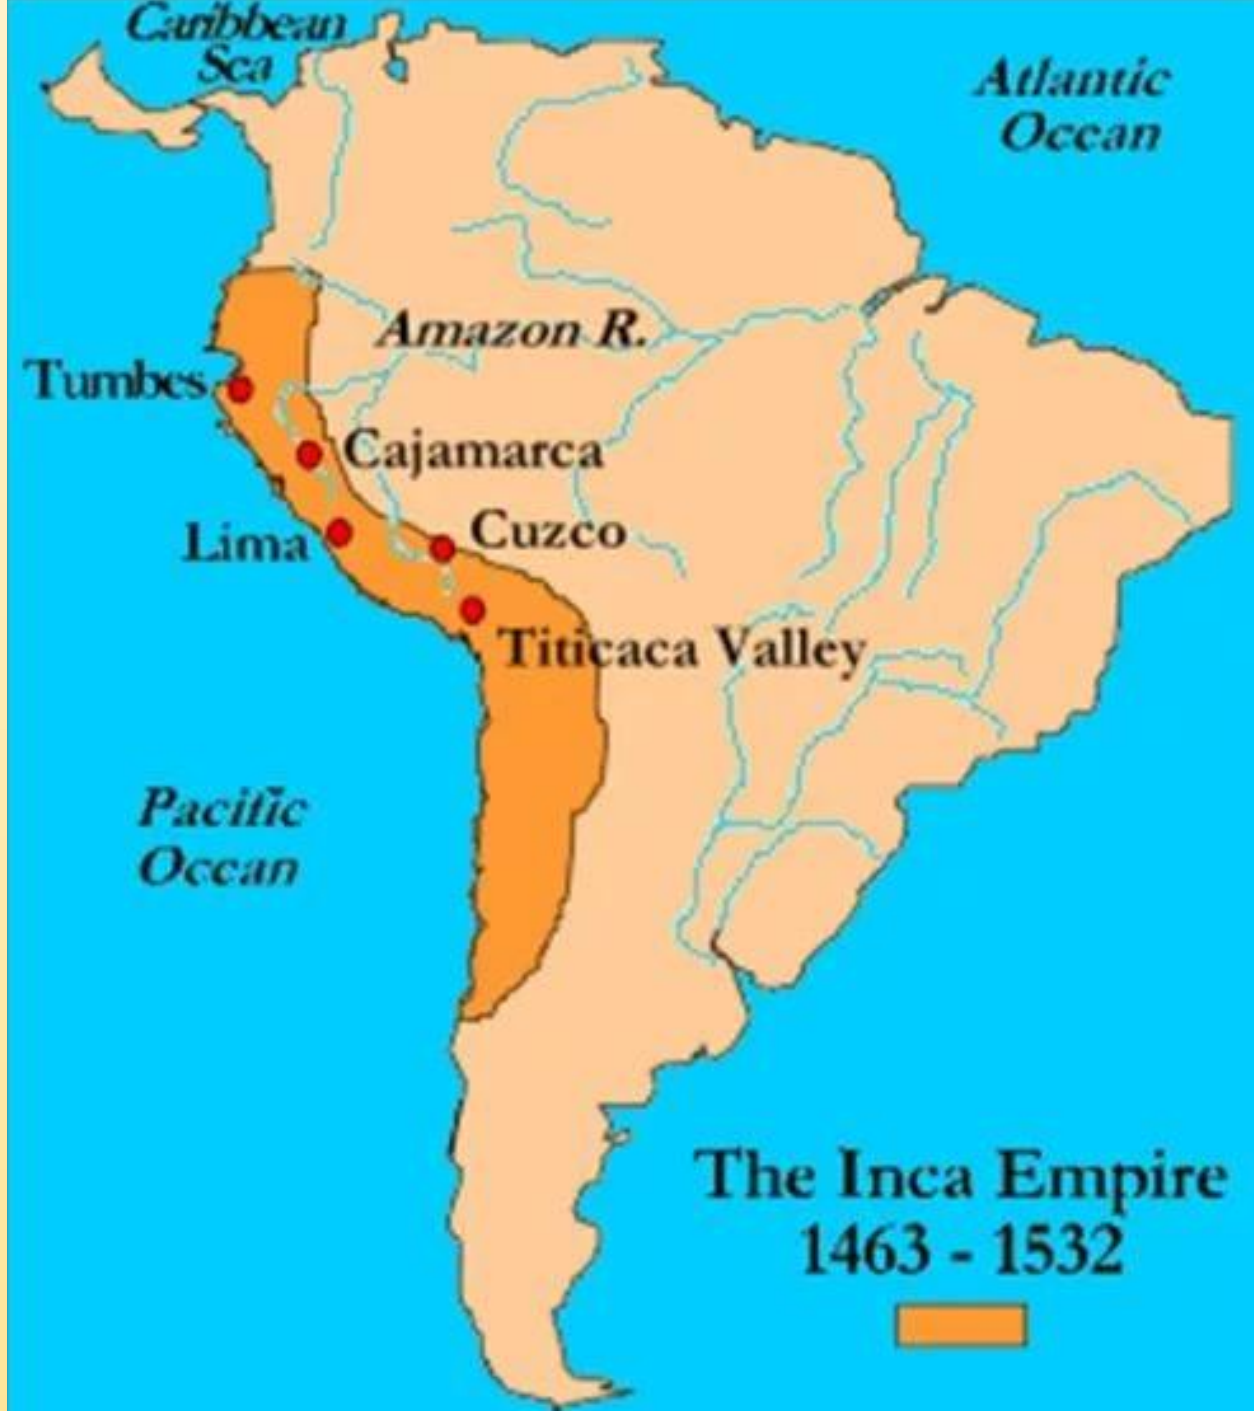 Caribbean
Sea
Atlantic
Ocean
Amazon R.
Tumbes
Cajamarca
Lima
Cuzco
Titicaca Valley
Pacific
Ocean
The Inca Empire
1463 - 1532